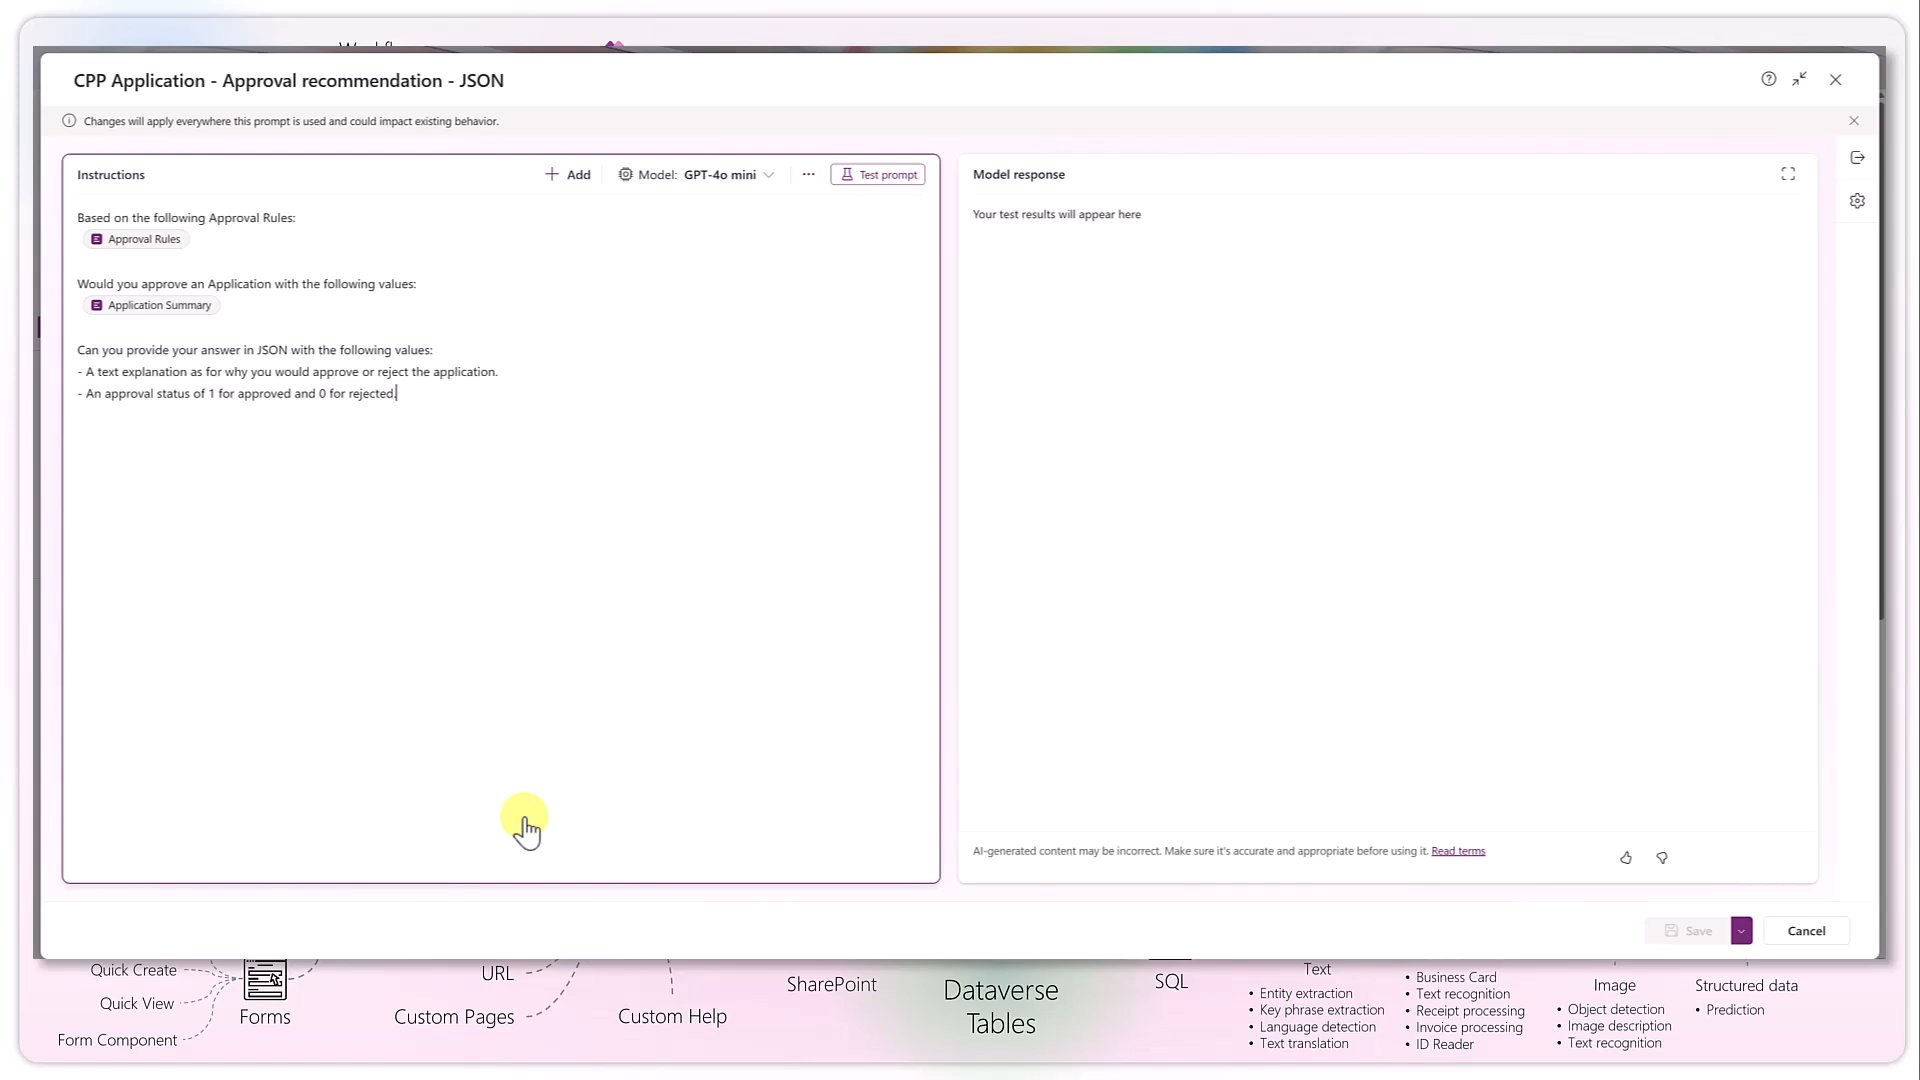 CPP Application - Approval recommendation - JSON
Changes will apply everywhere this prompt is used and could impact existing behavior.
Instructions
Add
Model: GPT-4o mini
Test prompt
Based on the following Approval Rules:
Approval Rules
Would you approve an Application with the following values:
Application Summary
Can you provide your answer in JSON with the following values:
- A text explanation as for why you would approve or reject the application.
- An approval status of 1 for approved and 0 for rejected.
Model response
Your test results will appear here
AI-generated content may be incorrect. Make sure it's accurate and appropriate before using it. Read terms
Save
Cancel
Quick Create
Quick View
Form Component
Forms
URL
Custom Pages
Custom Help
SharePoint
Dataverse
Tables
SQL
Text
• Entity extraction
• Key phrase extraction
• Language detection
• Text translation
• Business Card
• Text recognition
• Receipt processing
• Invoice processing
• ID Reader
Image
• Object detection
• Image description
• Text recognition
Structured data
• Prediction